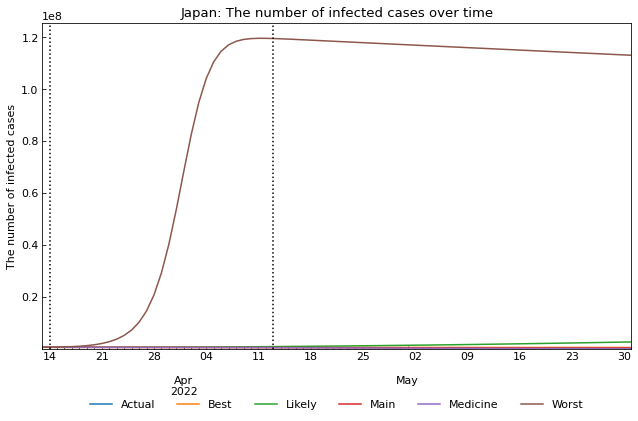 Japan: The number of infected cases over time
1e8
The number of infected cases
1.2
1.0
0.8
0.6
0.4
0.2
14 21 28 04 11 18 25 02 09 16 23 30
Apr May
2022
Actual Best Likely Main Medicine Worst